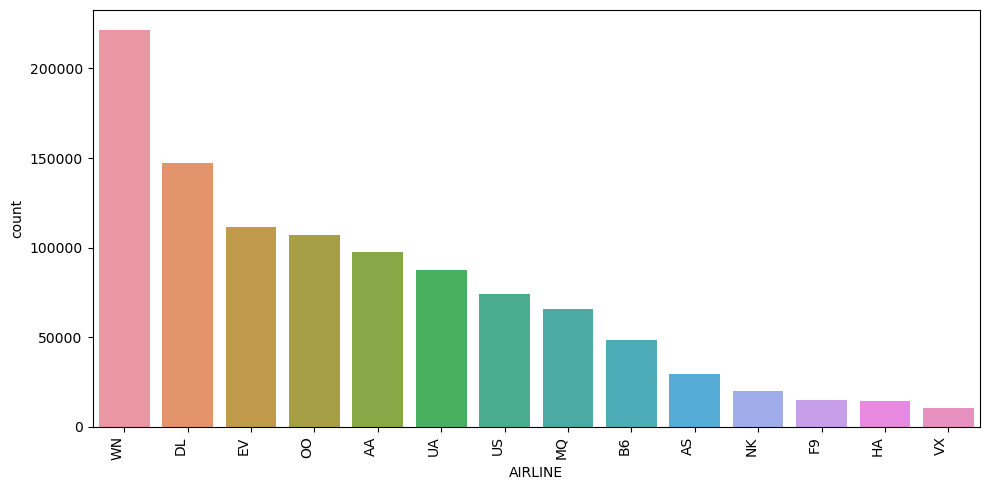 200000
150000
100000
50000
0
count
WN DL EV OO AA UA US MQ B6 AS NK F9 HA VX
AIRLINE